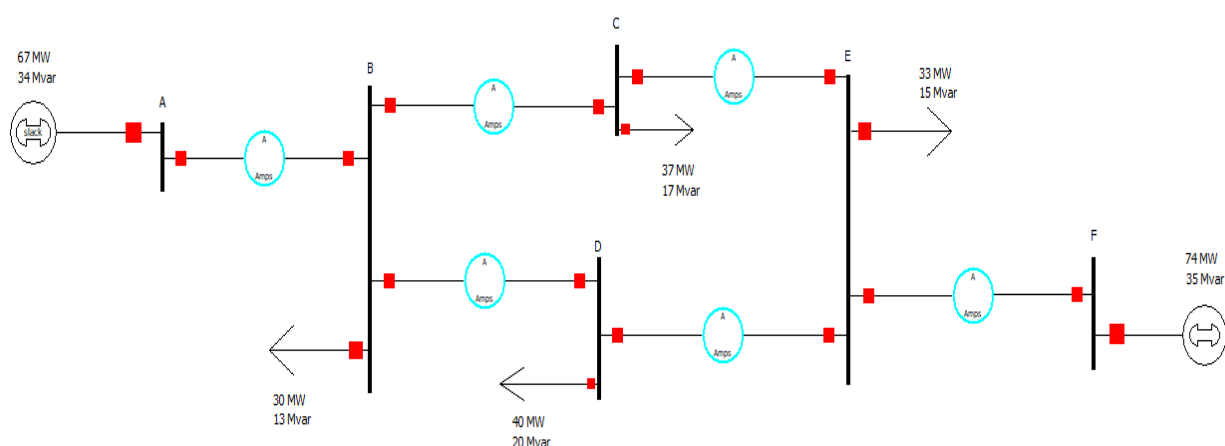 67 MW
34 Mvar
slack
A
A
Amps
B
A
Amps
C
A
Amps
E
33 MW
15 Mvar
37 MW
17 Mvar
A
Amps
D
A
Amps
A
Amps
F
74 MW
35 Mvar
30 MW
13 Mvar
40 MW
20 Mvar